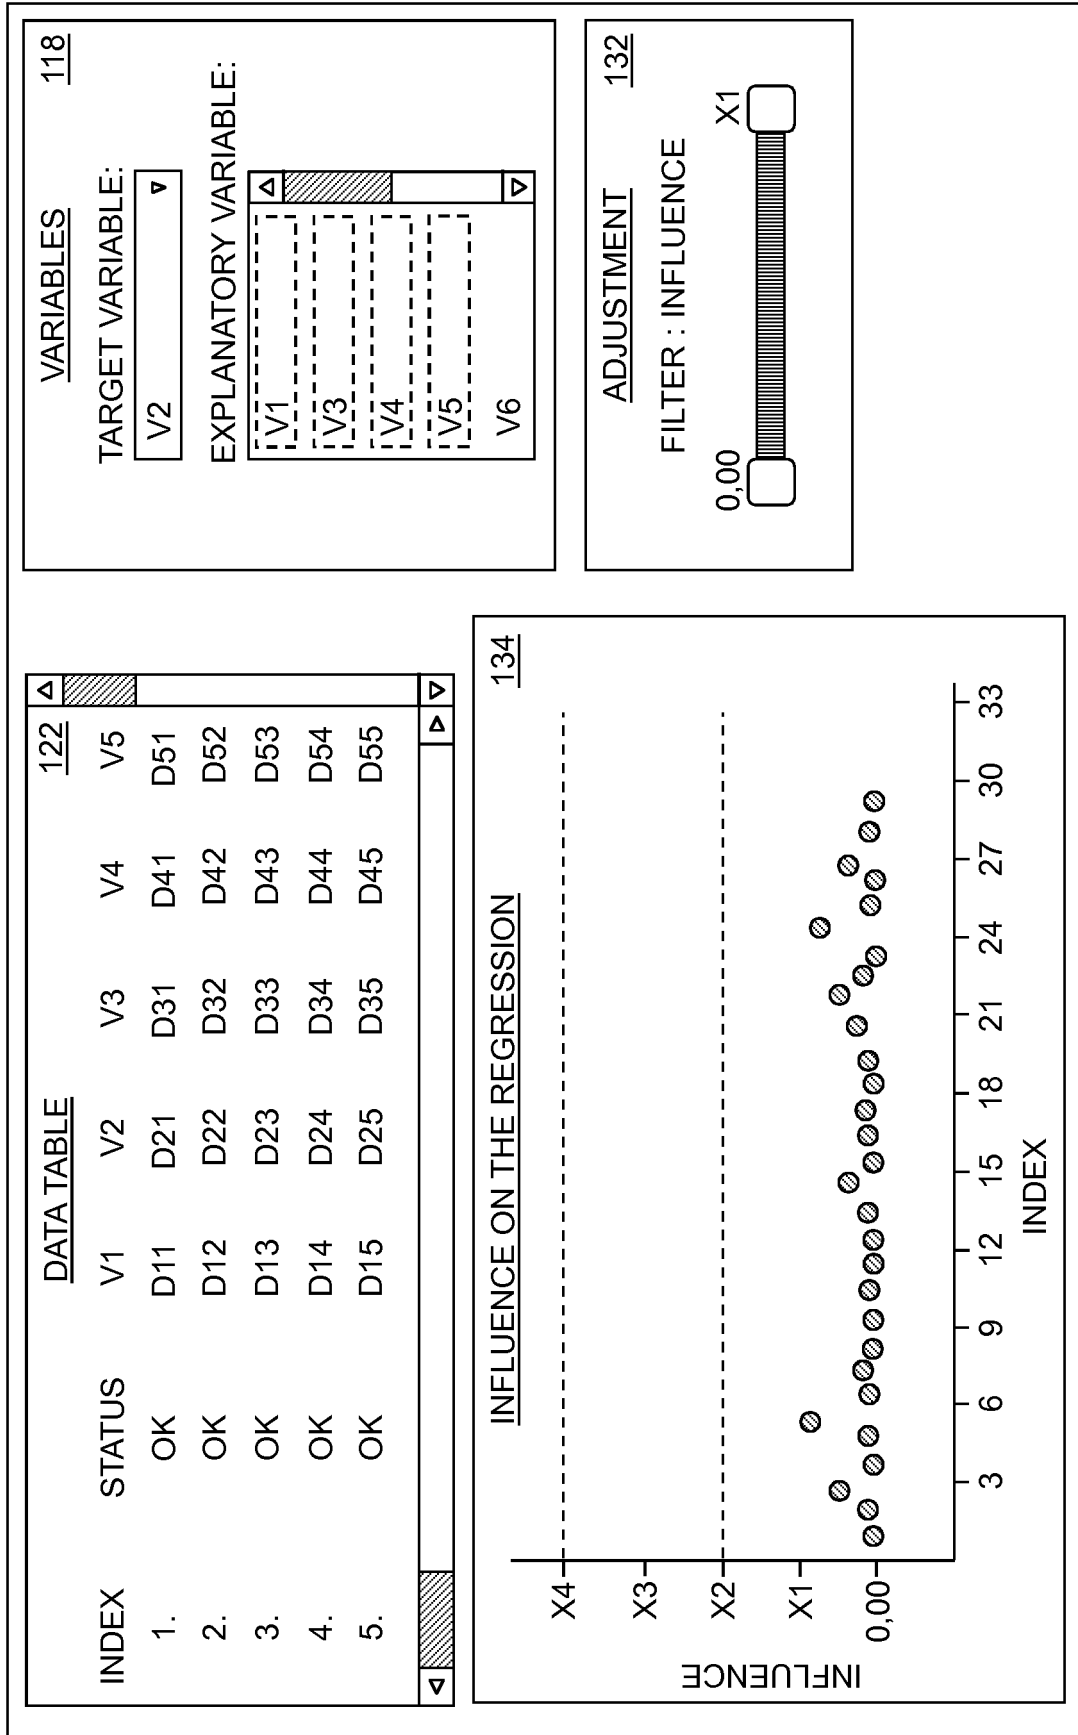 DATA TABLE 122
INDEX STATUS V1 V2 V3 V4 V5
1. OK D11 D21 D31 D41 D51
2. OK D12 D22 D32 D42 D52
3. OK D13 D23 D33 D43 D53
4. OK D14 D24 D34 D44 D54
5. OK D15 D25 D35 D45 D55
VARIABLES 118
TARGET VARIABLE:
V2
EXPLANATORY VARIABLE:
V1
V3
V4
V5
V6
INFLUENCE ON THE REGRESSION 134
INFLUENCE
X4
X3
X2
X1
0,00
3 6 9 12 15 18 21 24 27 30 33
INDEX
ADJUSTMENT 132
FILTER : INFLUENCE
0,00 X1